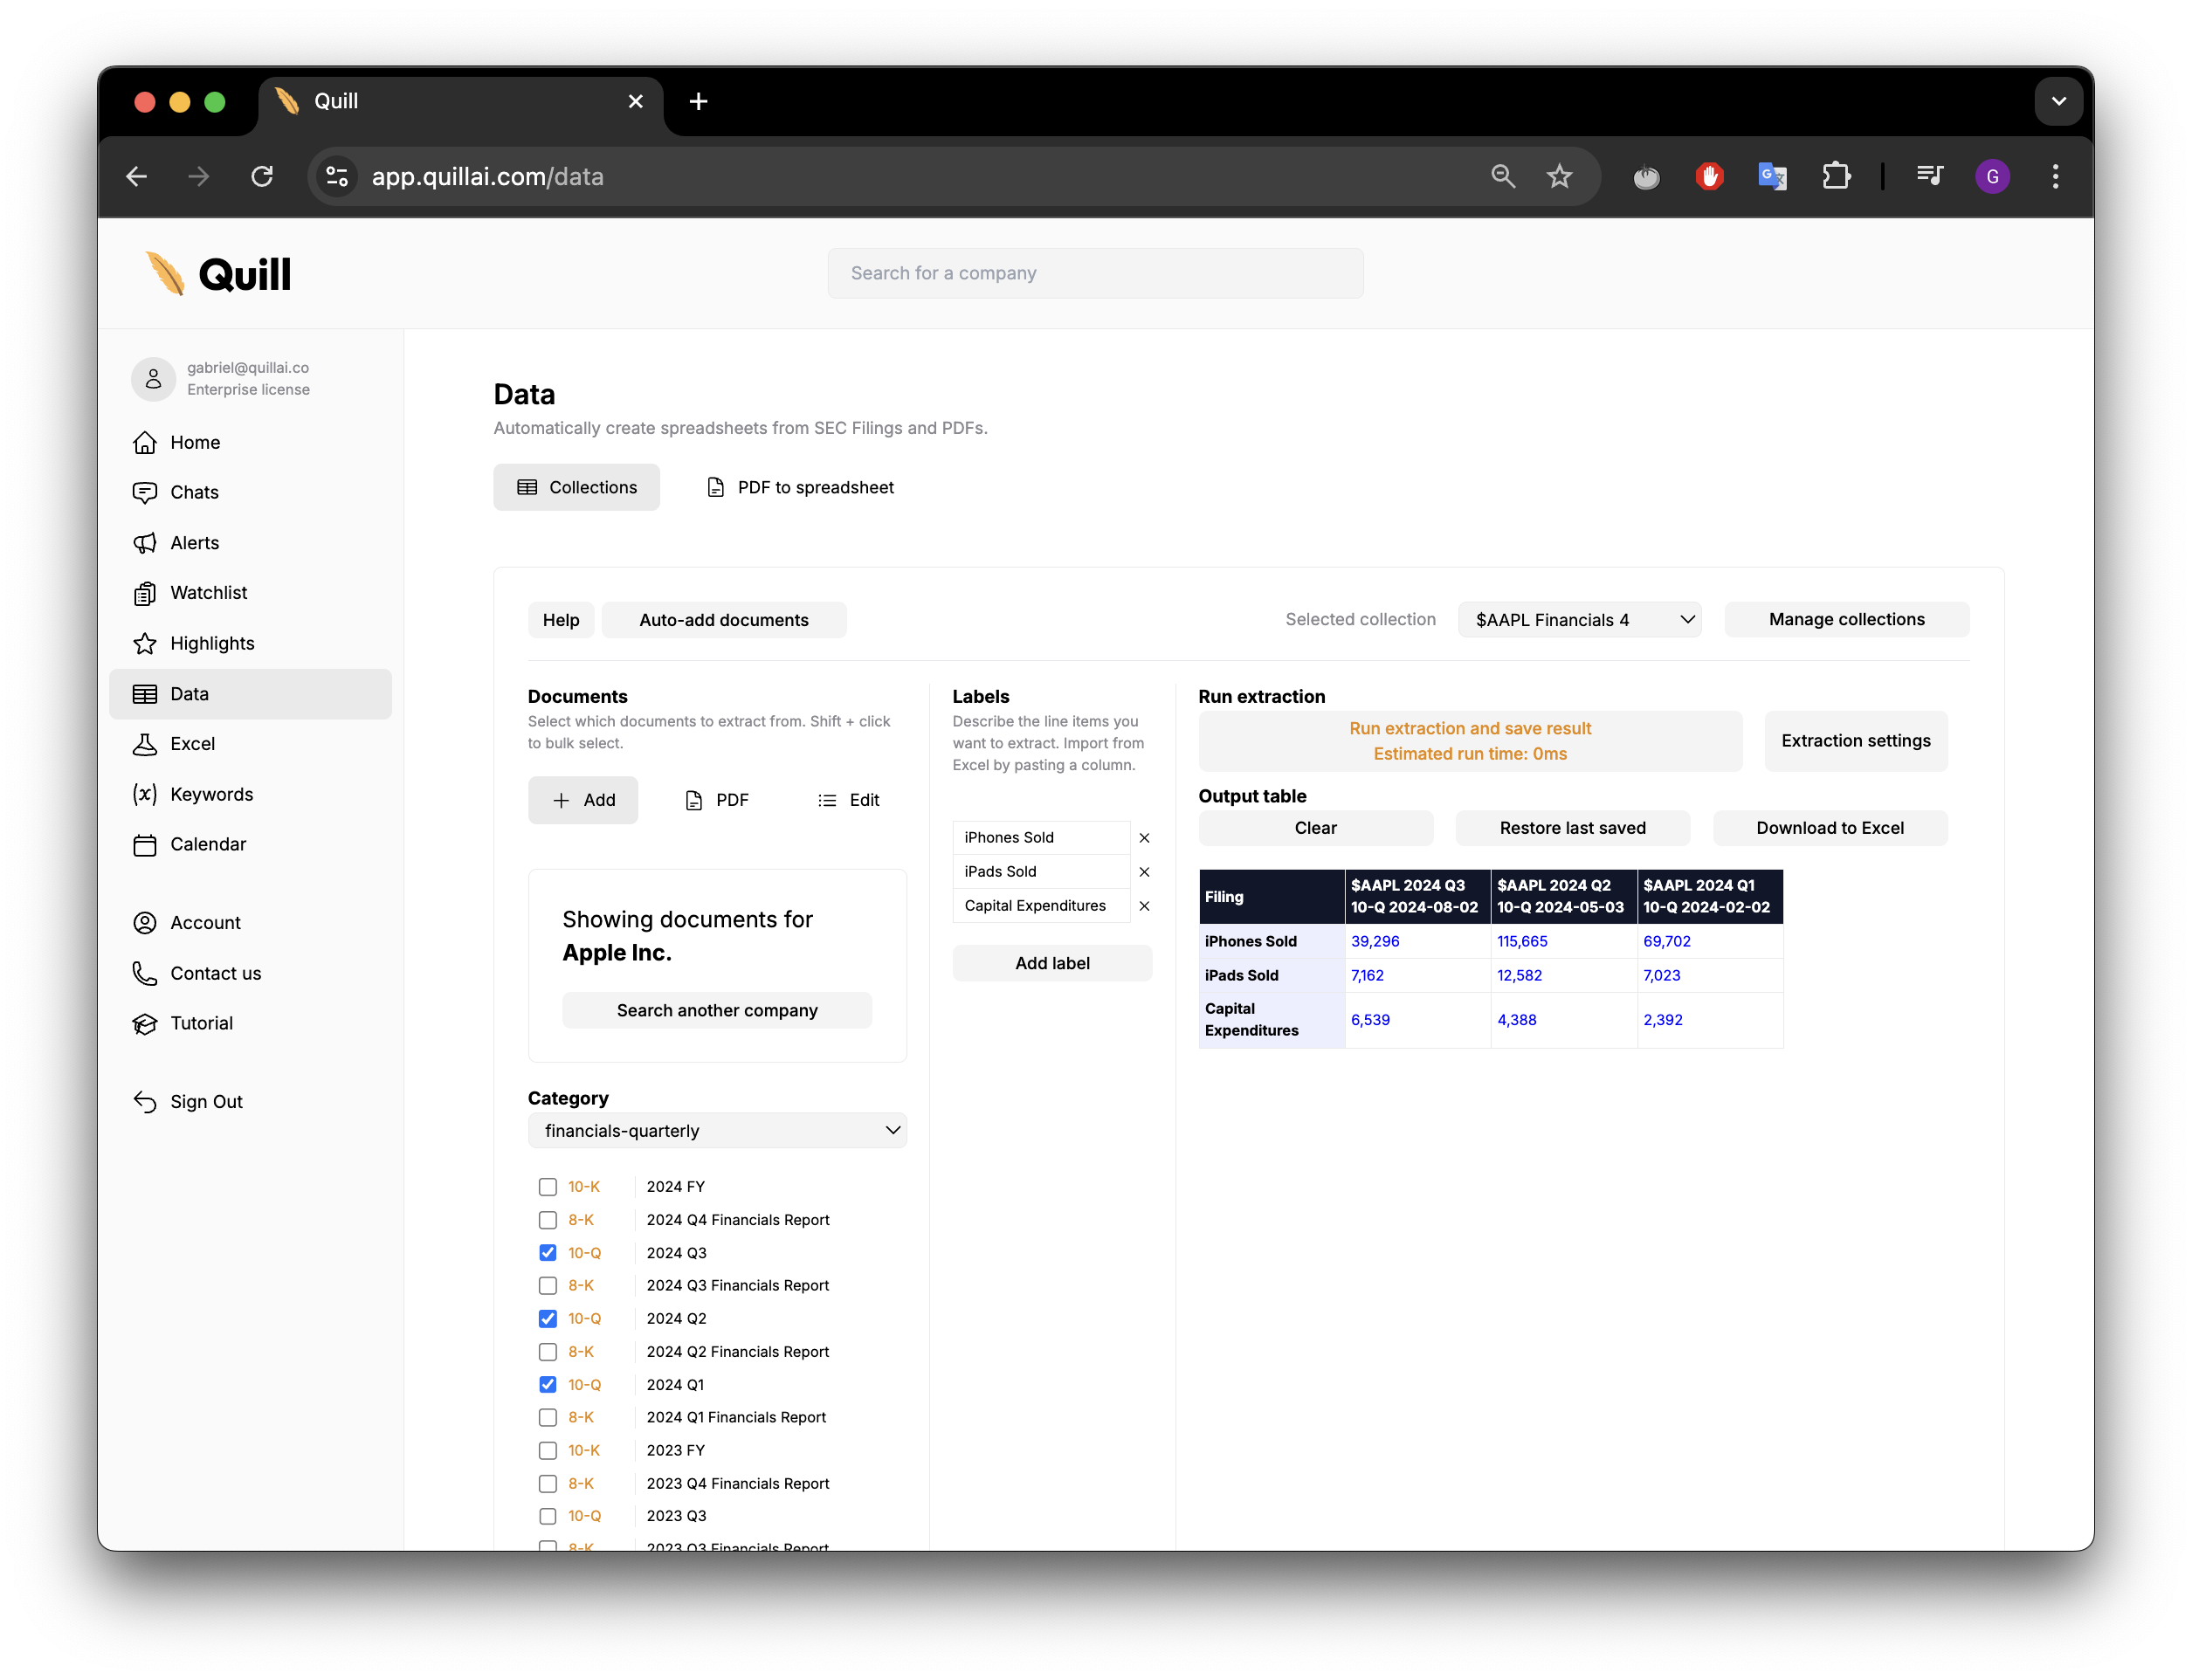 Quill
app.quillai.com/data
G
Quill
Search for a company
gabriel@quillai.co
Enterprise license
Home
Chats
Alerts
Watchlist
Highlights
Data
Excel
Keywords
Calendar
Account
Contact us
Tutorial
Sign Out
Data
Automatically create spreadsheets from SEC Filings and PDFs.
Collections
PDF to spreadsheet
Help
Auto-add documents
Selected collection
$AAPL Financials 4
Manage collections
Documents
Select which documents to extract from. Shift + click
to bulk select.
Add
PDF
Edit
Showing documents for
Apple Inc.
Search another company
Category
financials-quarterly
10-K 2024 FY
8-K 2024 Q4 Financials Report
10-Q 2024 Q3
8-K 2024 Q3 Financials Report
10-Q 2024 Q2
8-K 2024 Q2 Financials Report
10-Q 2024 Q1
8-K 2024 Q1 Financials Report
10-K 2023 FY
8-K 2023 Q4 Financials Report
10-Q 2023 Q3
8-K 2023 Q3 Financials Report
Labels
Describe the line items you
want to extract. Import from
Excel by pasting a column.
iPhones Sold
iPads Sold
Capital Expenditures
Add label
Run extraction
Run extraction and save result
Estimated run time: 0ms
Extraction settings
Output table
Clear
Restore last saved
Download to Excel
Filing
$AAPL 2024 Q3
10-Q 2024-08-02
$AAPL 2024 Q2
10-Q 2024-05-03
$AAPL 2024 Q1
10-Q 2024-02-02
iPhones Sold 39,296 115,665 69,702
iPads Sold 7,162 12,582 7,023
Capital
Expenditures 6,539 4,388 2,392